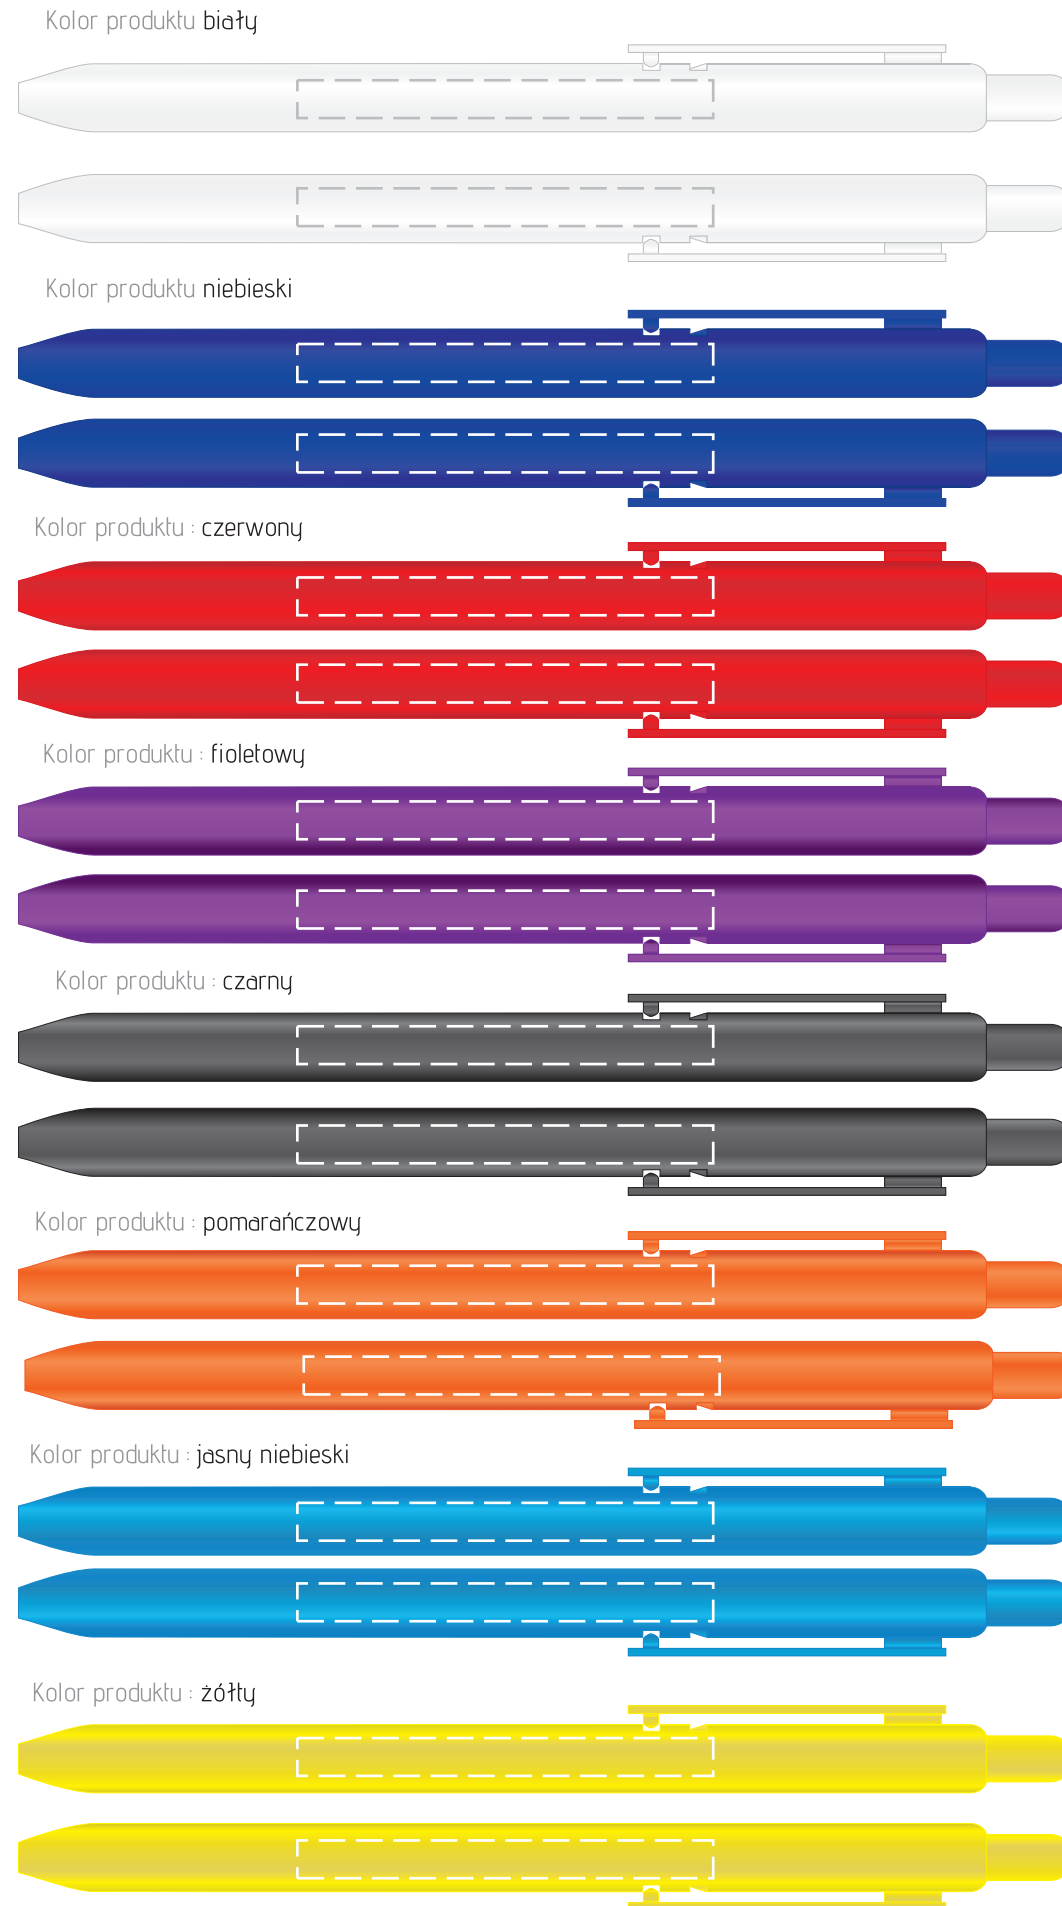 Kolor produktu biały
Kolor produktu niebieski
Kolor produktu : czerwony
Kolor produktu : fioletowy
Kolor produktu : czarny
Kolor produktu : pomarańczowy
Kolor produktu : jasny niebieski
Kolor produktu : żółty